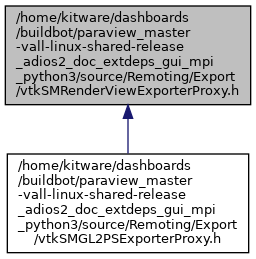 /home/kitware/dashboards
/buildbot/paraview_master
-vall-linux-shared-release
_adios2_doc_extdeps_gui_mpi
_python3/source/Remoting/Export
/vtkSMRenderViewExporterProxy.h
/home/kitware/dashboards
/buildbot/paraview_master
-vall-linux-shared-release
_adios2_doc_extdeps_gui_mpi
_python3/source/Remoting/Export
/vtkSMGL2PSExporterProxy.h